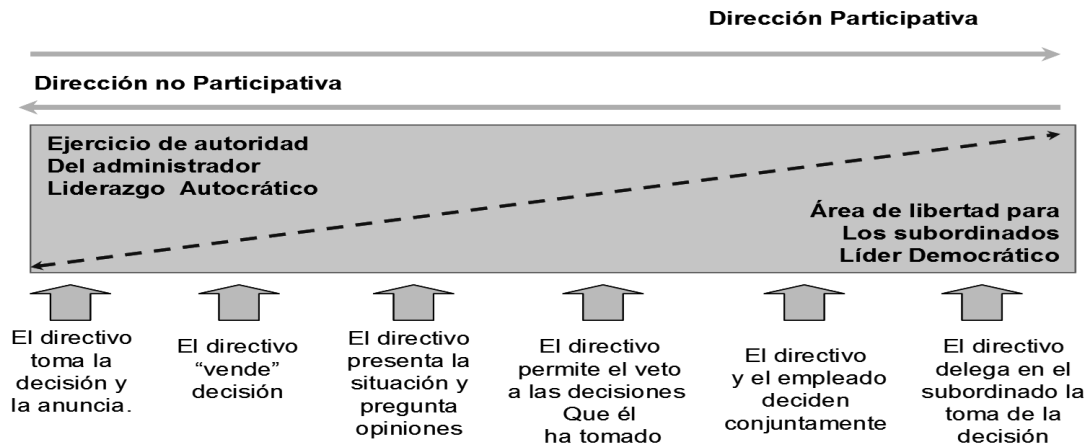 Dirección Participativa
Dirección no Participativa
Ejercicio de autoridad
Del administrador
Liderazgo Autocrático
Área de libertad para
Los subordinados
Líder Democrático
El directivo
toma la
decisión y
la anuncia.
El directivo
“vende”
decisión
El directivo
presenta la
situación y
pregunta
opiniones
El directivo
permite el veto
a las decisiones
Que él
ha tomado
El directivo
y el empleado
deciden
conjuntamente
El directivo
delega en el
subordinado la
toma de la
decisión